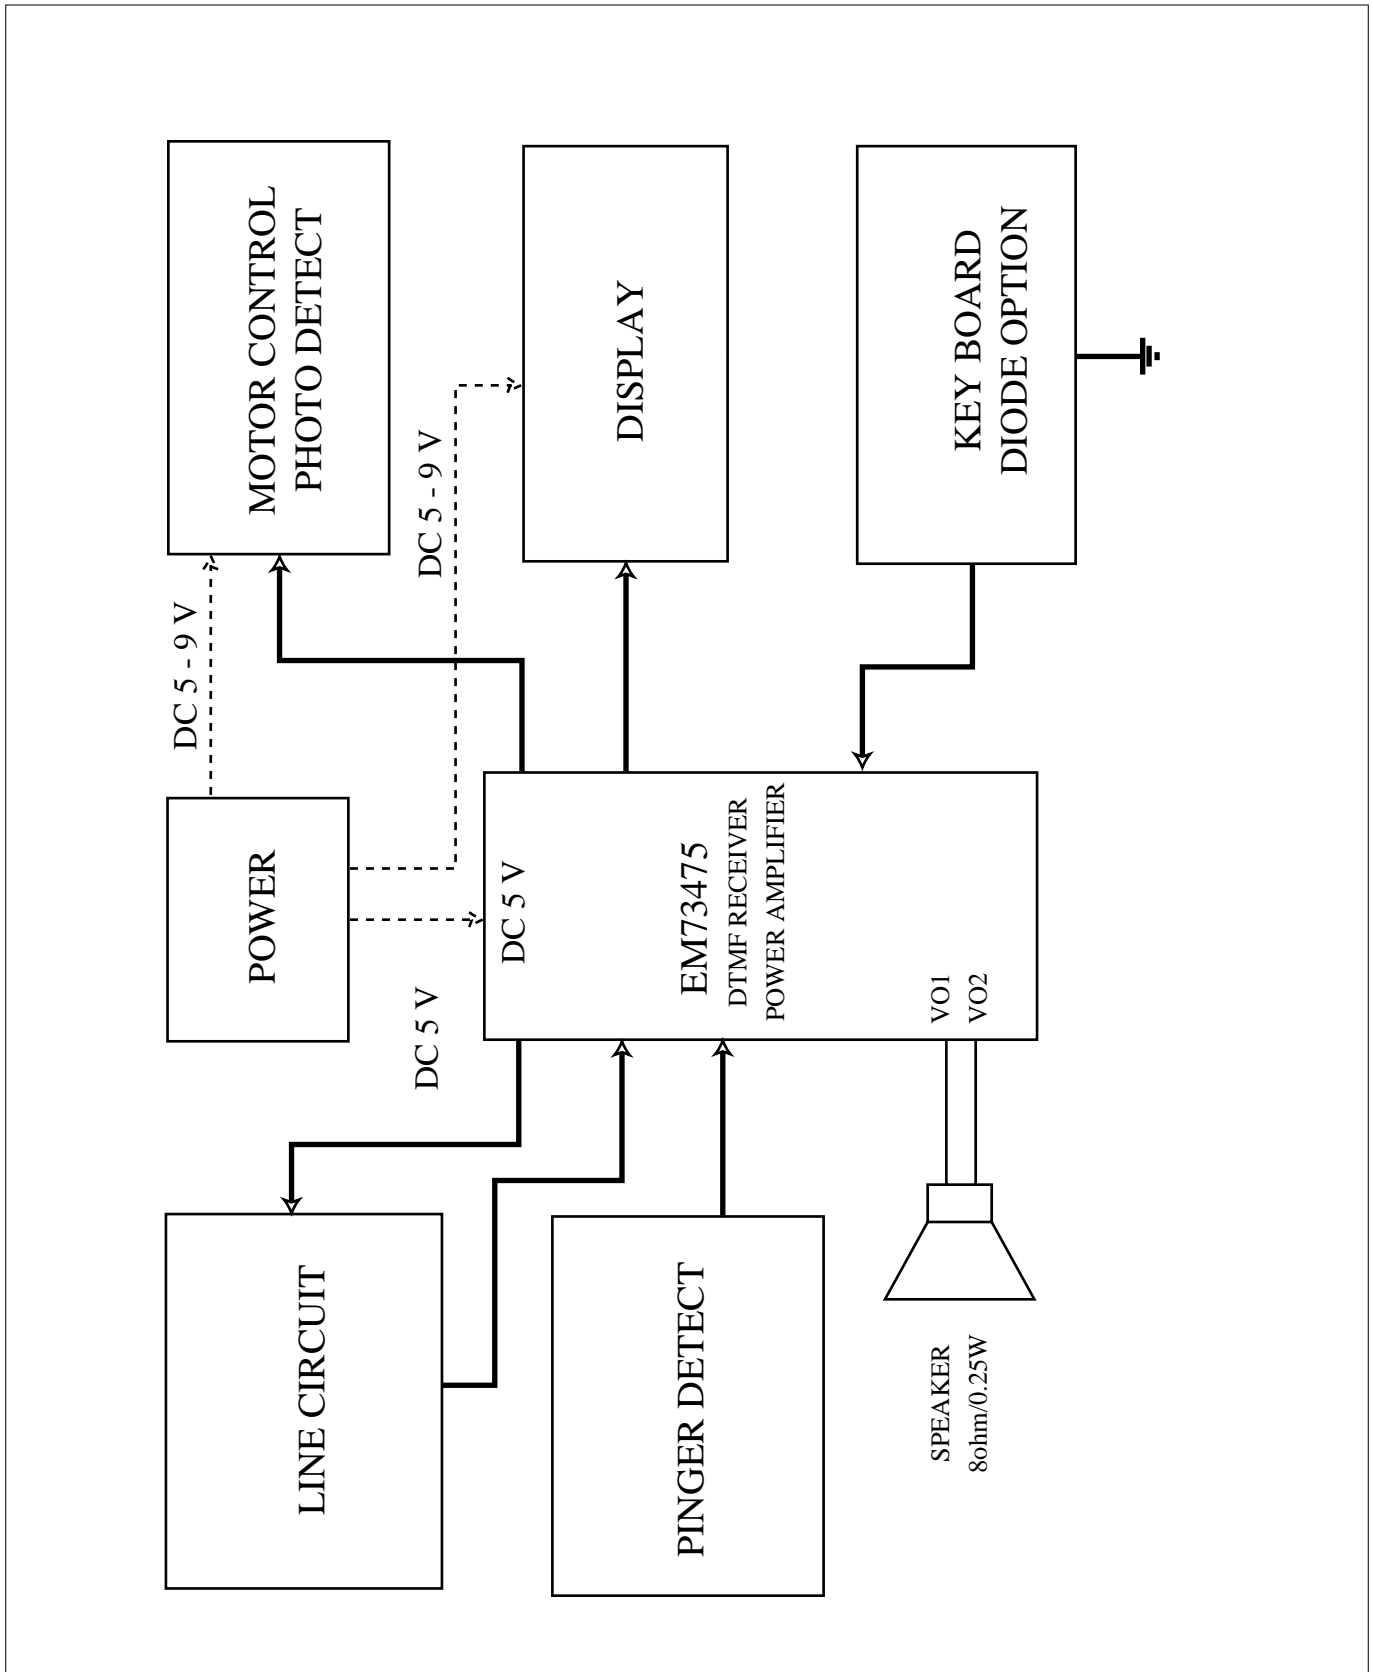 LINE CIRCUIT
POWER
DC 5 - 9 V
MOTOR CONTROL
PHOTO DETECT
DC 5 V
DC 5 - 9 V
DC 5 V
PINGER DETECT
EM73475
DTMF RECEIVER
POWER AMPLIFIER
DISPLAY
SPEAKER
8ohm/0.25W
VO1
VO2
KEY BOARD
DIODE OPTION